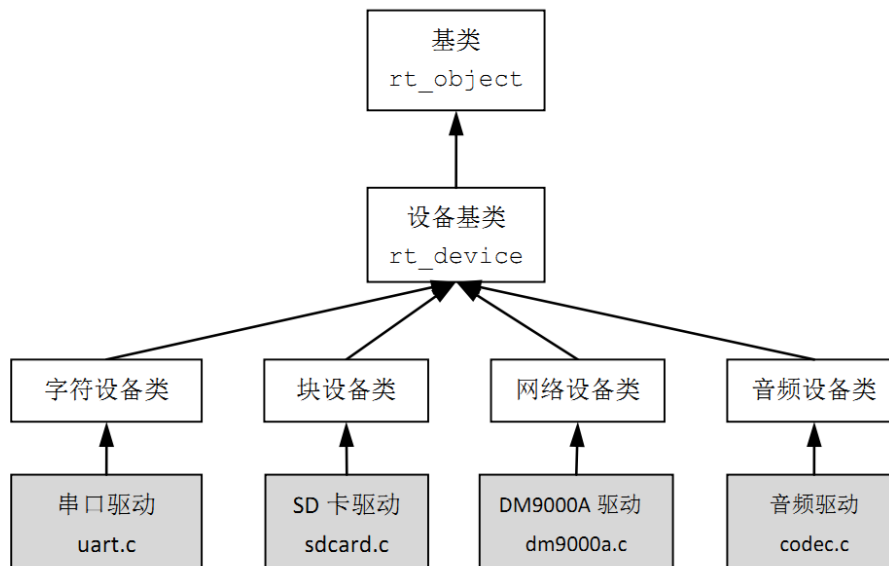 基类
rt_object
设备基类
rt_device
字符设备类
块设备类
网络设备类
音频设备类
串口驱动
uart.c
SD 卡驱动
sdcard.c
DM9000A 驱动
dm9000a.c
音频驱动
codec.c